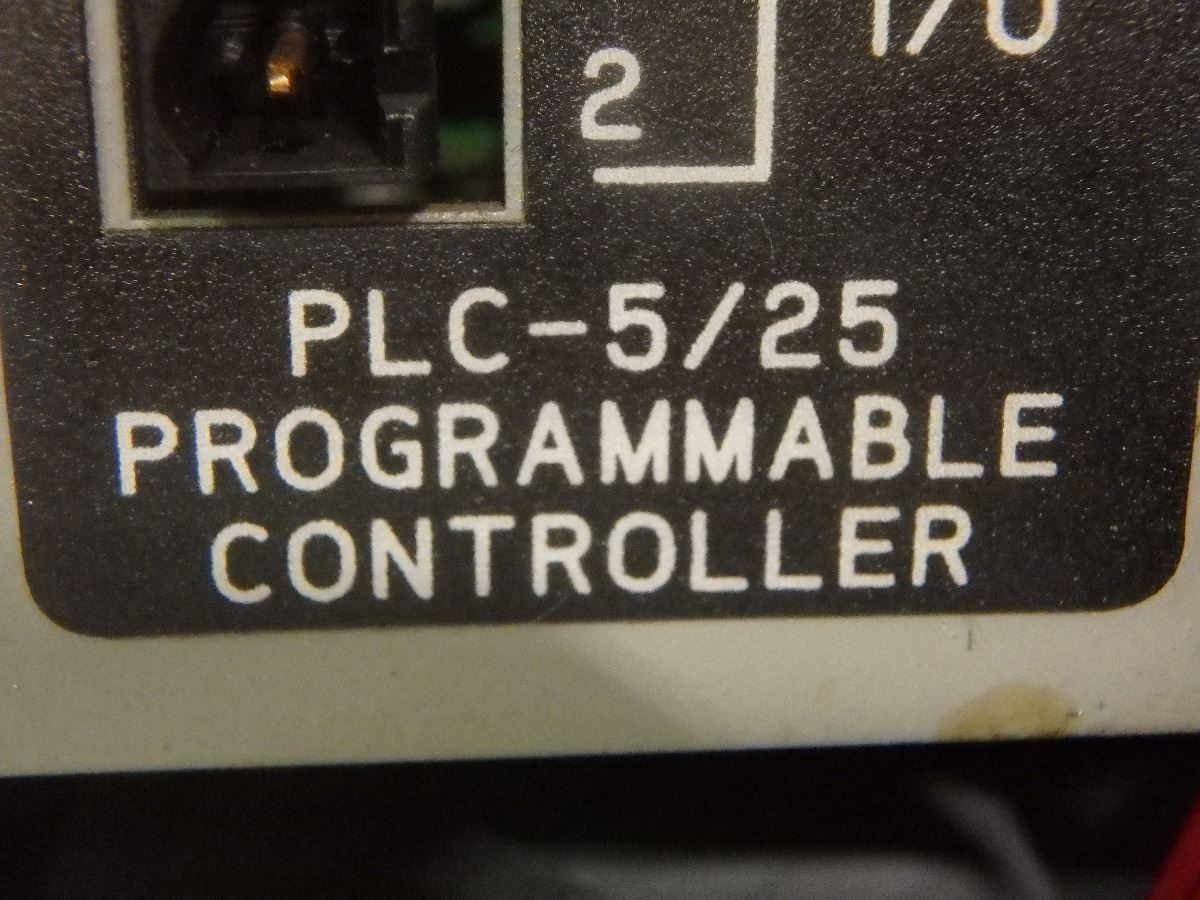 I/O
2
PLC-5/25
PROGRAMMABLE
CONTROLLER